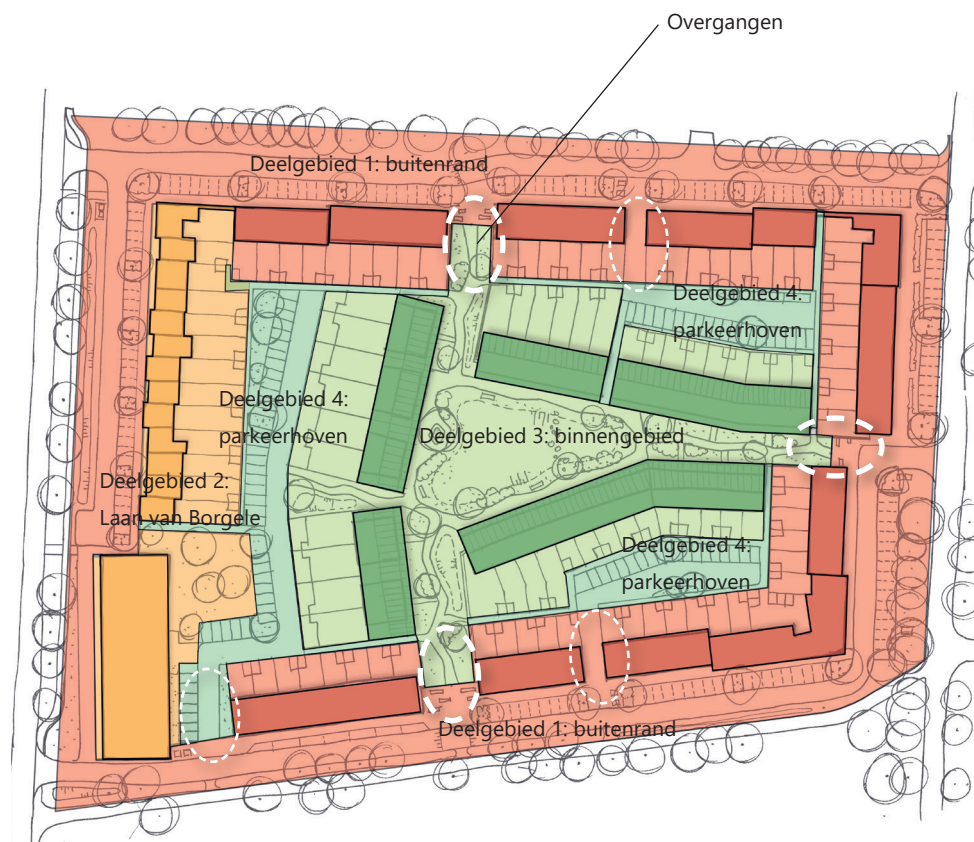 Overgangen
Deelgebied 1: buitenrand
Deelgebied 4:
parkeerhoven
Deelgebied 4:
parkeerhoven
Deelgebied 3: binnengebied
Deelgebied 2:
Laan van Borgele
Deelgebied 4:
parkeerhoven
Deelgebied 1: buitenrand